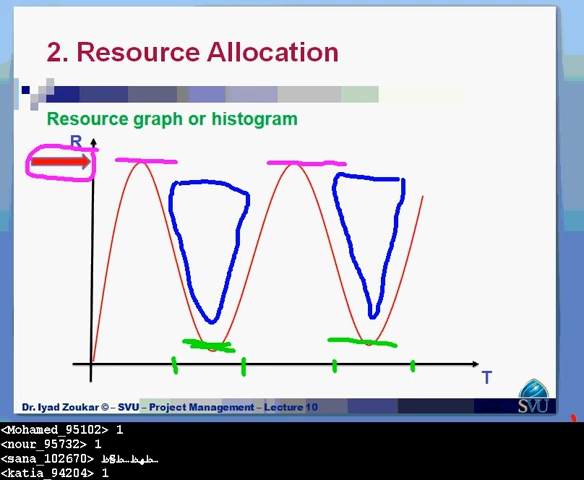 2. Resource Allocation
Resource graph or histogram
R
T
Dr. Iyad Zoukar © – SVU – Project Management – Lecture 10
SVU
<Mohamed_95102> 1
<nour_95732> 1
<sana_102670>
<katia_94204> 1